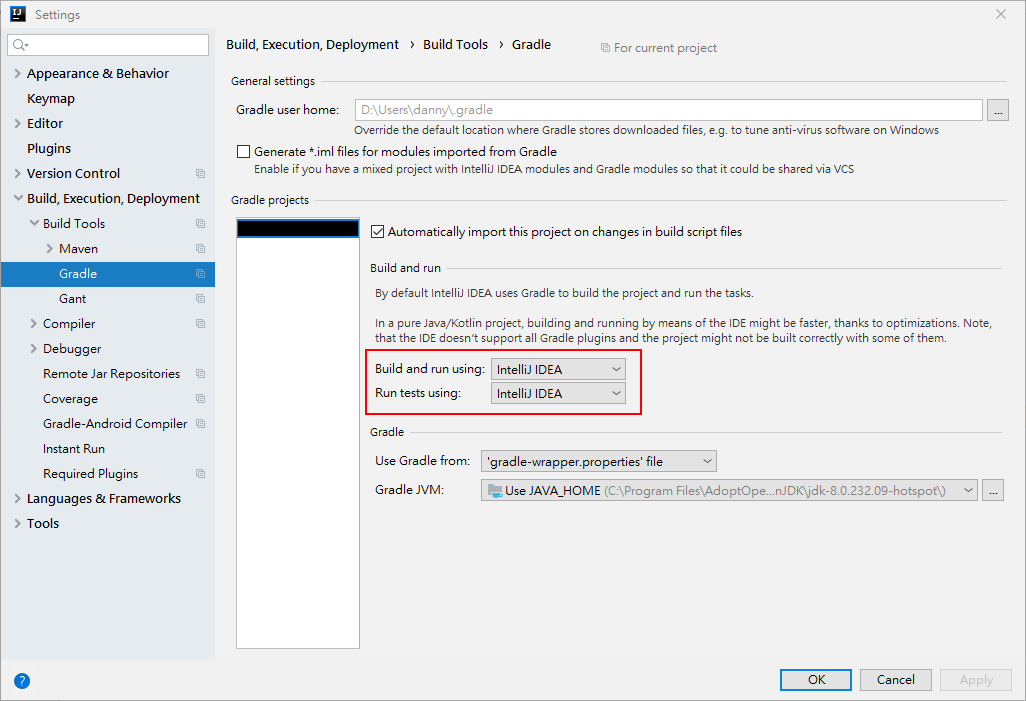 IJ Settings
Build, Execution, Deployment › Build Tools › Gradle For current project
Appearance & Behavior
Keymap
Editor
Plugins
Version Control
Build, Execution, Deployment
Build Tools
Maven
Gradle
Gant
Compiler
Debugger
Remote Jar Repositories
Coverage
Gradle-Android Compiler
Instant Run
Required Plugins
Languages & Frameworks
Tools
General settings
Gradle user home: D:\Users\danny\.gradle ...
Override the default location where Gradle stores downloaded files, e.g. to tune anti-virus software on Windows
Generate *.iml files for modules imported from Gradle
Enable if you have a mixed project with IntelliJ IDEA modules and Gradle modules so that it could be shared via VCS
Gradle projects
Automatically import this project on changes in build script files
Build and run
By default IntelliJ IDEA uses Gradle to build the project and run the tasks.
In a pure Java/Kotlin project, building and running by means of the IDE might be faster, thanks to optimizations. Note,
that the IDE doesn't support all Gradle plugins and the project might not be built correctly with some of them.
Build and run using: IntelliJ IDEA
Run tests using: IntelliJ IDEA
Gradle
Use Gradle from: 'gradle-wrapper.properties' file
Gradle JVM: Use JAVA_HOME (C:\Program Files\AdoptOpe...nJDK\jdk-8.0.232.09-hotspot\) ...
? OK Cancel Apply